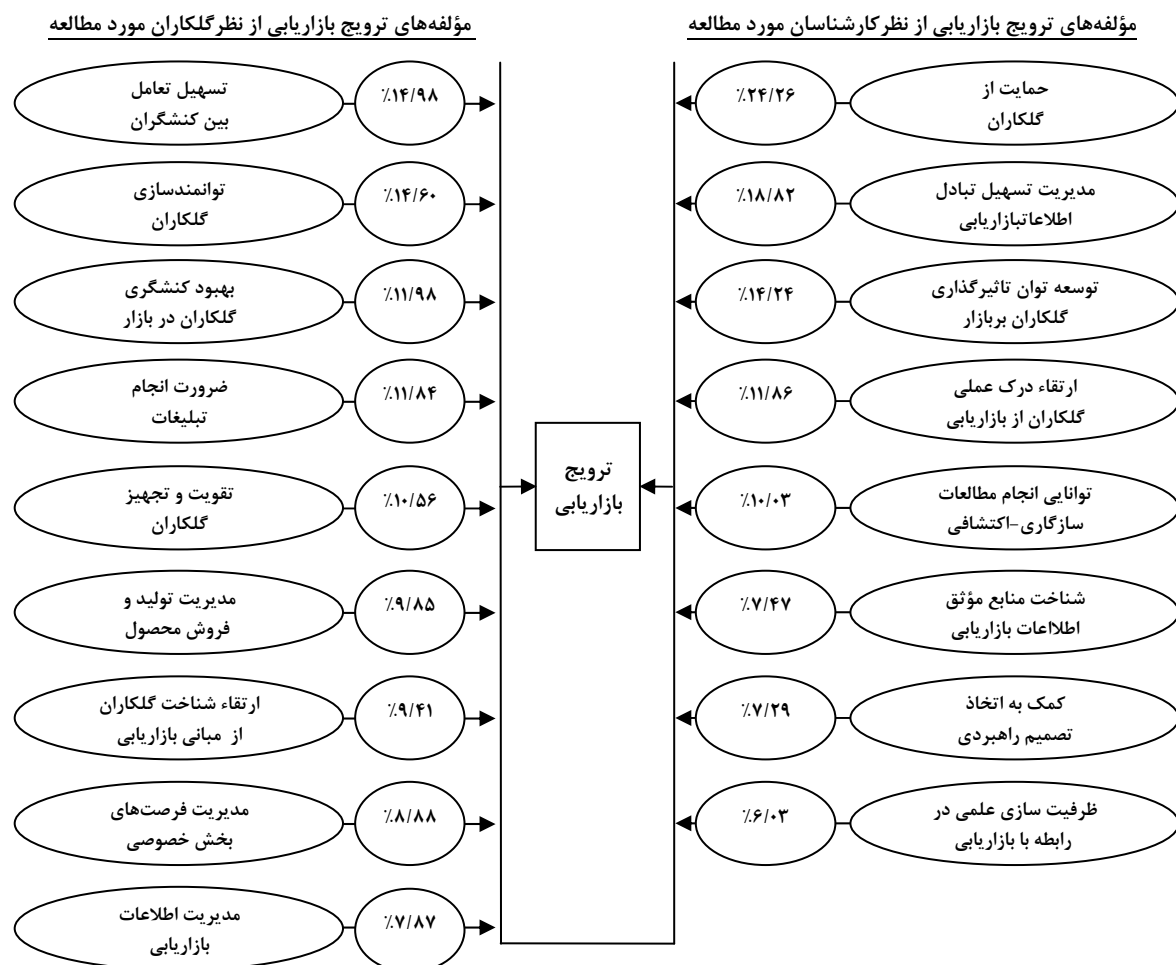 مؤلفه‌های ترویج بازاریابی از نظر کارشناسان مورد مطالعه
حمایت از
گلکاران
٪۲۴/۲۶
مدیریت تسهیل تبادل
اطلاعاتبازاریابی
٪۱۸/۸۲
توسعه توان تاثیرگذاری
گلکاران بربازار
٪۱۴/۲۴
ارتقاء درک عملی
گلکاران از بازاریابی
٪۱۱/۸۶
توانایی انجام مطالعات
سازگاری-اکتشافی
٪۱۰/۰۳
شناخت منابع مؤثق
اطلااعات بازاریابی
٪۷/۴۷
کمک به اتخاذ
تصمیم راهبردی
٪۷/۲۹
ظرفیت سازی علمی در
رابطه با بازاریابی
٪۶/۰۳
ترویج
بازاریابی
مؤلفه‌های ترویج بازاریابی از نظر گلکاران مورد مطالعه
٪۱۴/۹۸
تسهیل تعامل
بین کنشگران
٪۱۴/۶۰
توانمندسازی
گلکاران
٪۱۱/۹۸
بهبود کنشگری
گلکاران در بازار
٪۱۱/۸۴
ضرورت انجام
تبلیغات
٪۱۰/۵۶
تقویت و تجهیز
گلکاران
٪۹/۸۵
مدیریت تولید و
فروش محصول
٪۹/۴۱
ارتقاء شناخت گلکاران
از مبانی بازاریابی
٪۸/۸۸
مدیریت فرصت‌های
بخش خصوصی
٪۷/۸۷
مدیریت اطلاعات
بازاریابی